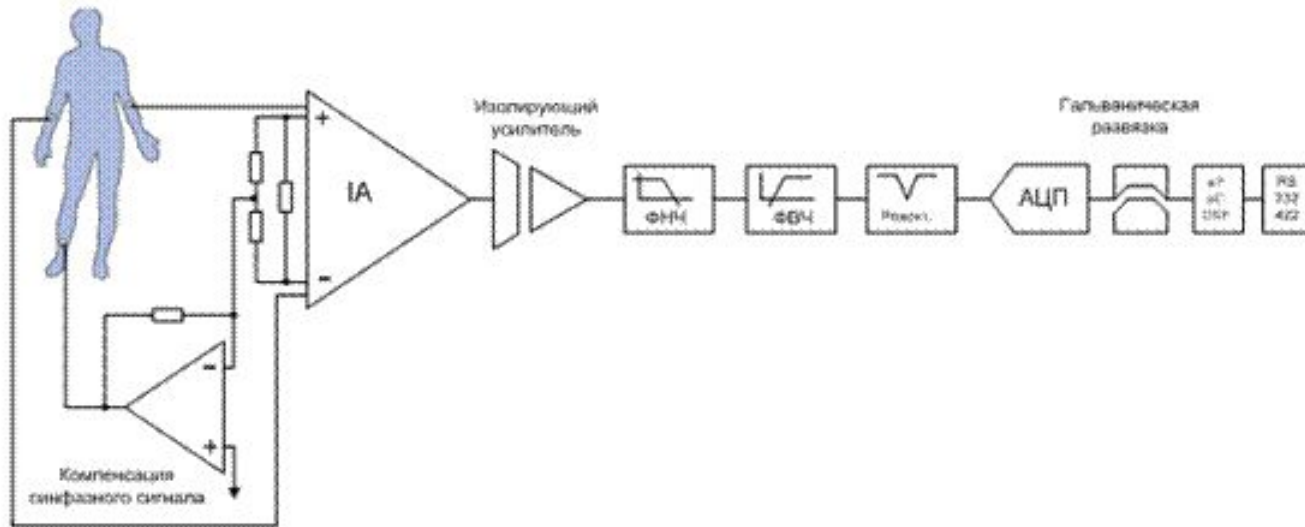 Изолирующий
усилитель
Гальваническая
развязка
+
IA
-
ФНЧ
ФВЧ
АЦП
RS
232
422
-
+
Компенсация
синфазного сигнала